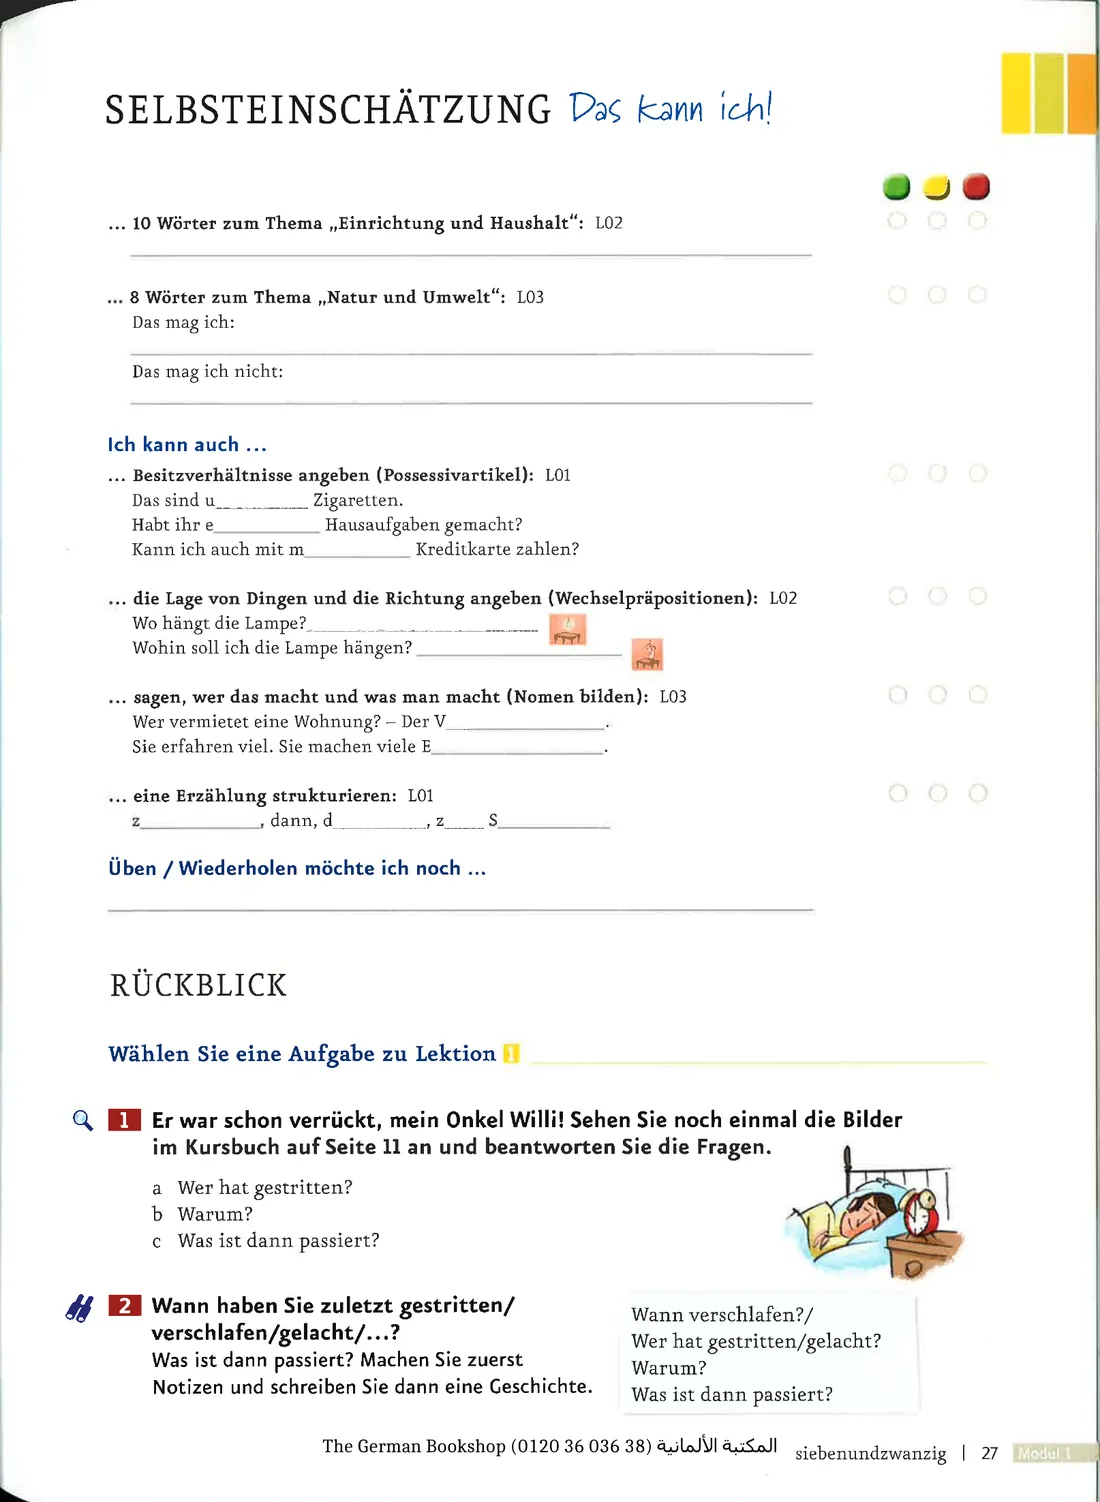 SELBSTEINSCHÄTZUNG Das kann ich!
... 10 Wörter zum Thema „Einrichtung und Haushalt“: L02
... 8 Wörter zum Thema „Natur und Umwelt“: L03
Das mag ich:
Das mag ich nicht:
Ich kann auch ...
... Besitzverhältnisse angeben (Possessivartikel): L01
Das sind u__________ Zigaretten.
Habt ihr e__________ Hausaufgaben gemacht?
Kann ich auch mit m__________ Kreditkarte zahlen?
... die Lage von Dingen und die Richtung angeben (Wechselpräpositionen): L02
Wo hängt die Lampe? ______________________
Wohin soll ich die Lampe hängen? ____________________
... sagen, wer das macht und was man macht (Nomen bilden): L03
Wer vermietet eine Wohnung? – Der V________________.
Sie erfahren viel. Sie machen viele E_________________.
... eine Erzählung strukturieren: L01
z____________, dann, d__________, z____ S___________
Üben / Wiederholen möchte ich noch ...
RÜCKBLICK
Wählen Sie eine Aufgabe zu Lektion 1
1 Er war schon verrückt, mein Onkel Willi! Sehen Sie noch einmal die Bilder
im Kursbuch auf Seite 11 an und beantworten Sie die Fragen.
a Wer hat gestritten?
b Warum?
c Was ist dann passiert?
2 Wann haben Sie zuletzt gestritten/
verschlafen/gelacht/...?
Was ist dann passiert? Machen Sie zuerst
Notizen und schreiben Sie dann eine Geschichte.
Wann verschlafen?/
Wer hat gestritten/gelacht?
Warum?
Was ist dann passiert?
The German Bookshop (0120 36 036 38) المكتبة الألمانية
siebenundzwanzig | 27 Modul 1